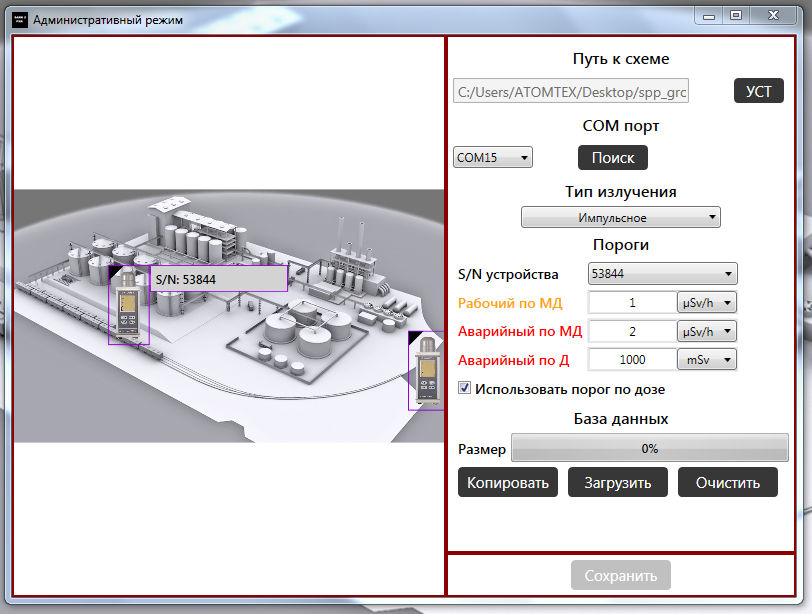 Административный режим
Путь к схеме
C:/Users/ATOMTEX/Desktop/spp_grc
УСТ
COM порт
COM15
Поиск
Тип излучения
Импульсное
Пороги
S/N устройства
53844
Рабочий по МД
1
µSv/h
Аварийный по МД
2
µSv/h
Аварийный по Д
1000
mSv
Использовать порог по дозе
База данных
Размер
0%
Копировать
Загрузить
Очистить
Сохранить
S/N: 53844